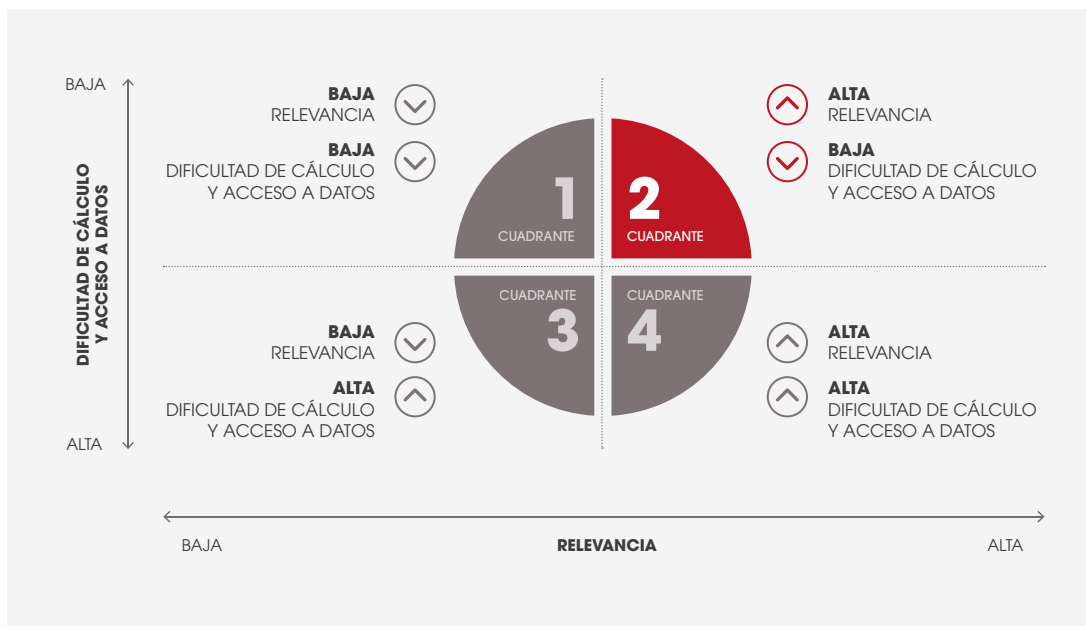 BAJA
DIFICULTAD DE CÁLCULO
Y ACCESO A DATOS
ALTA
BAJA
RELEVANCIA
BAJA
DIFICULTAD DE CÁLCULO
Y ACCESO A DATOS
1
CUADRANTE
2
CUADRANTE
ALTA
RELEVANCIA
BAJA
DIFICULTAD DE CÁLCULO
Y ACCESO A DATOS
BAJA
RELEVANCIA
ALTA
DIFICULTAD DE CÁLCULO
Y ACCESO A DATOS
CUADRANTE
3
CUADRANTE
4
ALTA
RELEVANCIA
ALTA
DIFICULTAD DE CÁLCULO
Y ACCESO A DATOS
BAJA
RELEVANCIA
ALTA